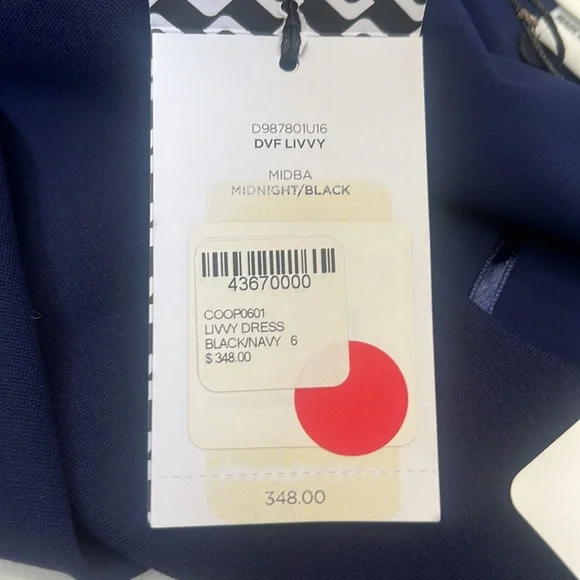 D987801U16
DVF LIVVY
MIDBA
MIDNIGHT/BLACK
43670000
COOP0601
LIVVY DRESS
BLACK/NAVY 6
$ 348.00
348.00